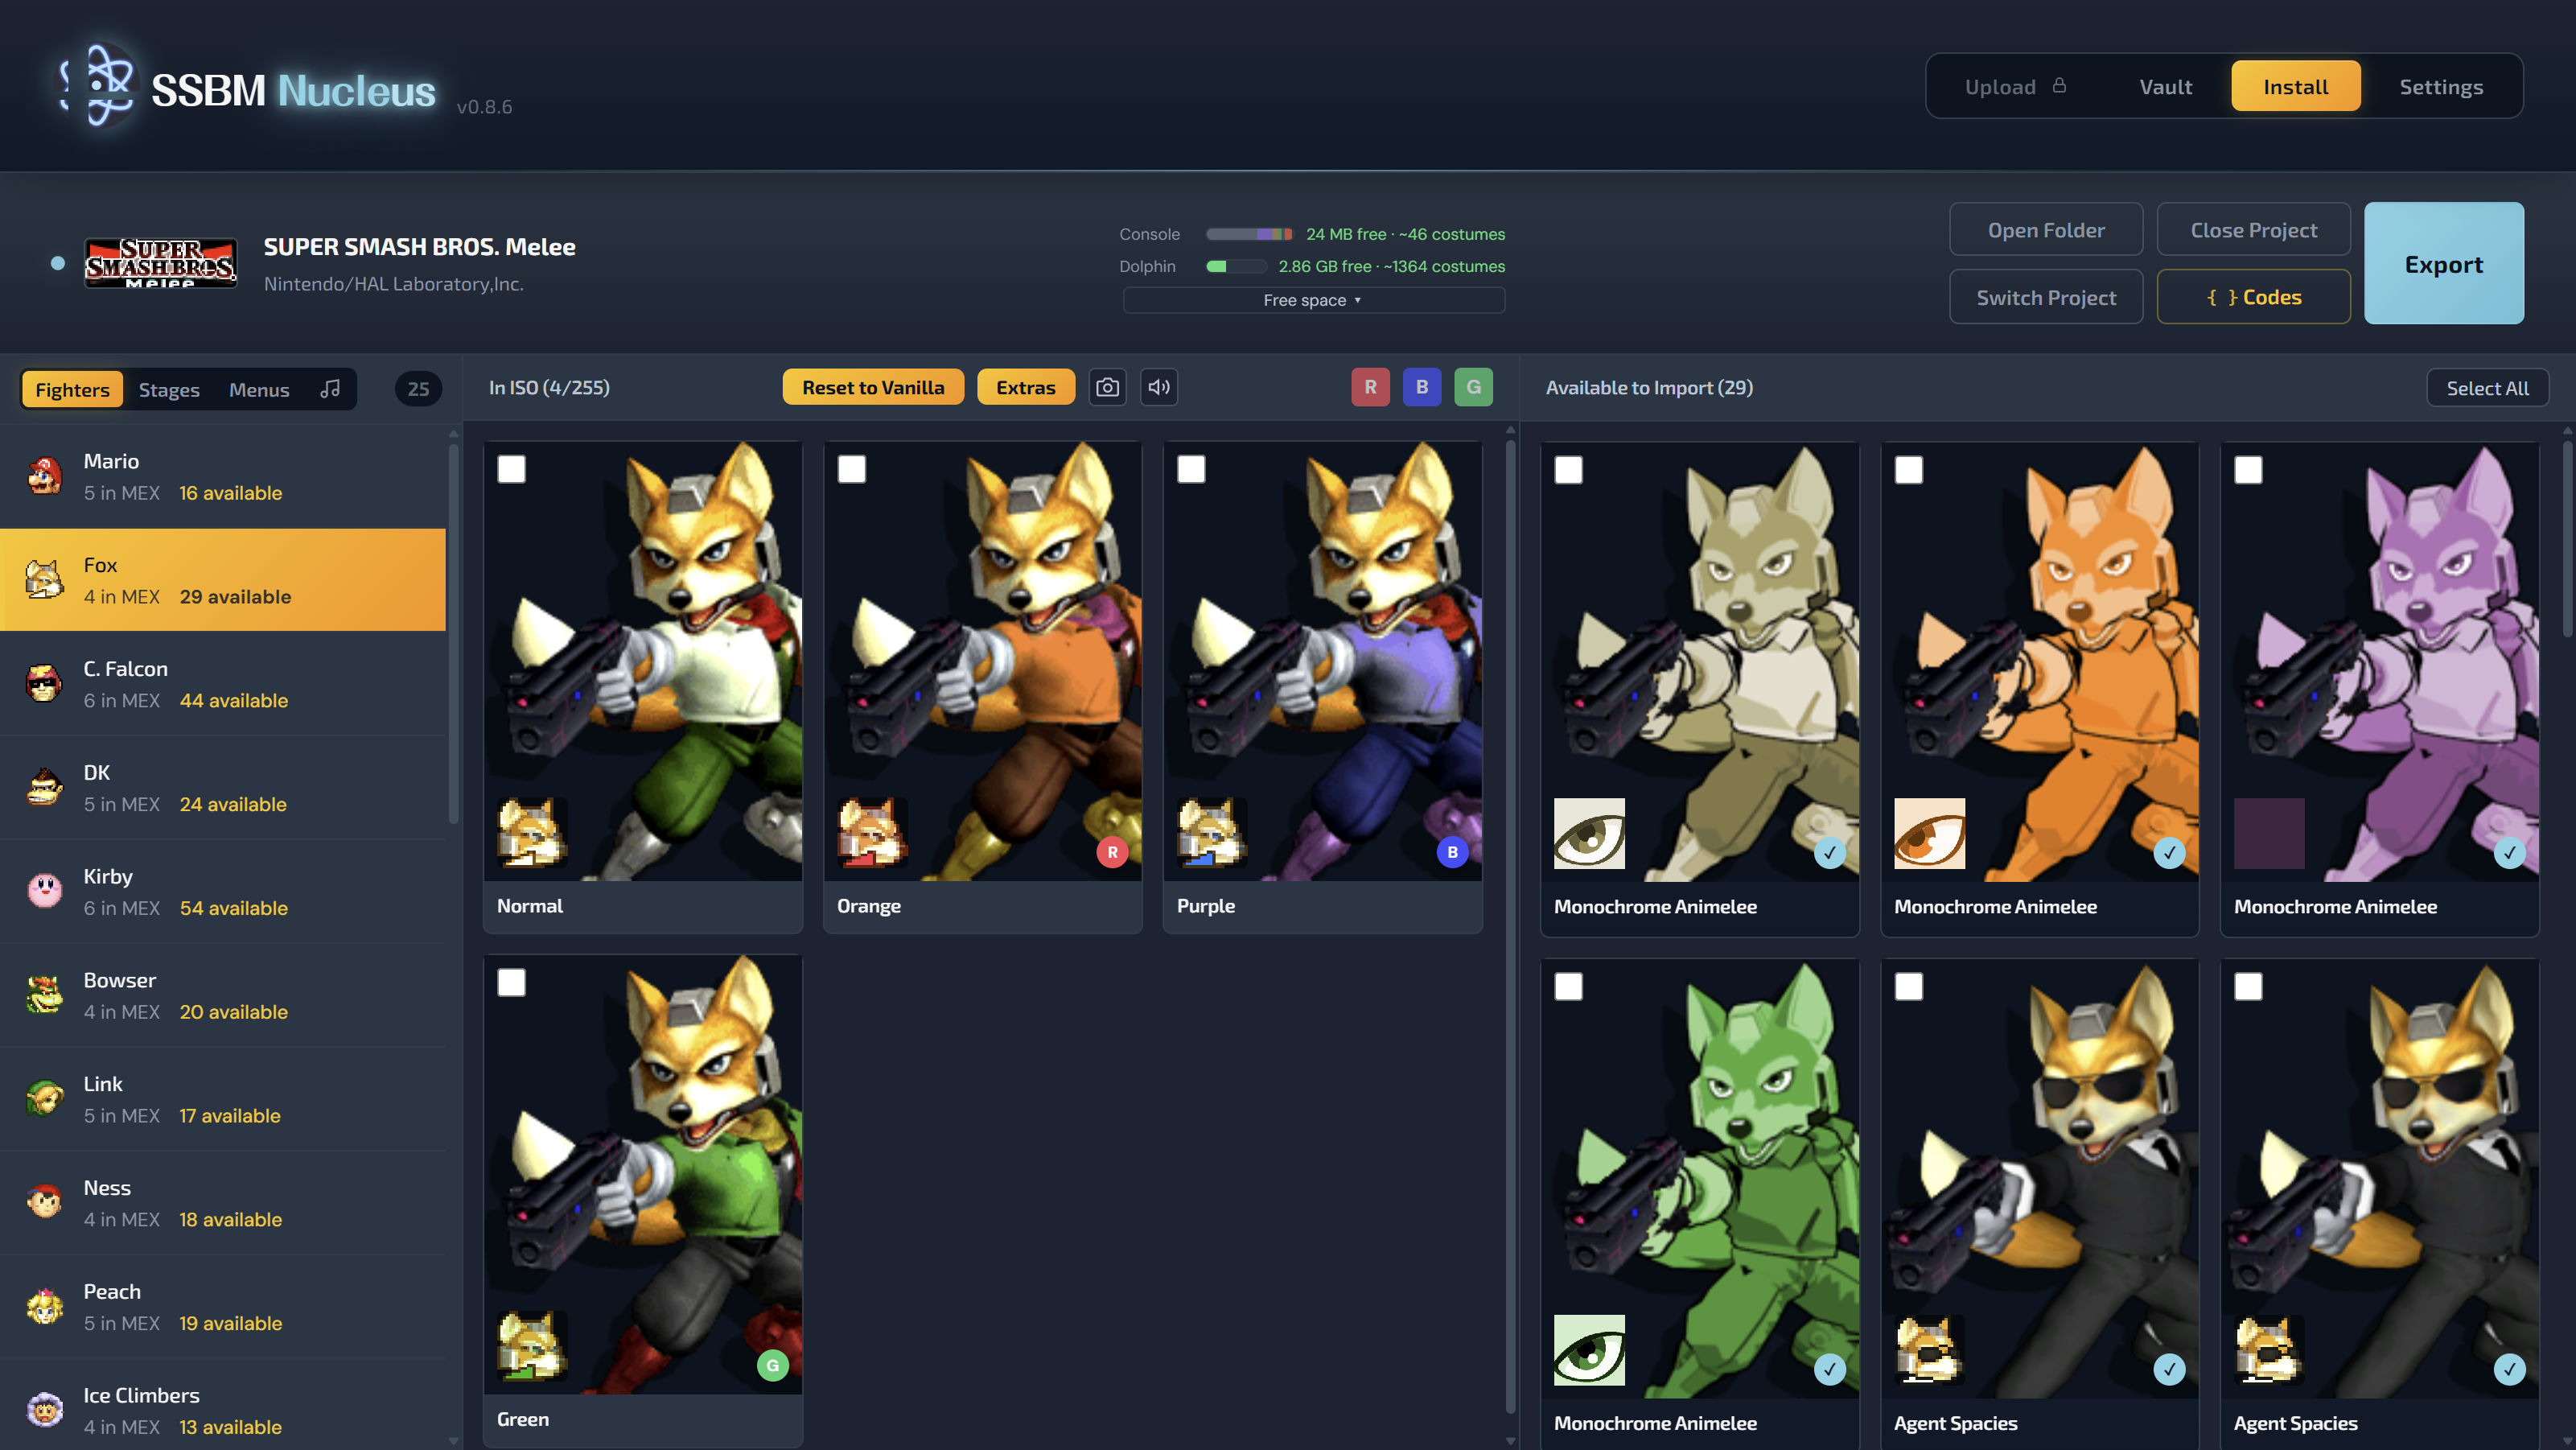 SSBM Nucleus v0.8.6
Upload
Vault
Install
Settings
SUPER
SMASH BROS.
Melee
SUPER SMASH BROS. Melee
Nintendo/HAL Laboratory,Inc.
Console 24 MB free · ~46 costumes
Dolphin 2.86 GB free · ~1364 costumes
Free space ▾
Open Folder
Close Project
Switch Project
{ } Codes
Export
Fighters
Stages
Menus
25
Mario
5 in MEX 16 available
Fox
4 in MEX 29 available
C. Falcon
6 in MEX 44 available
DK
5 in MEX 24 available
Kirby
6 in MEX 54 available
Bowser
4 in MEX 20 available
Link
5 in MEX 17 available
Ness
4 in MEX 18 available
Peach
5 in MEX 19 available
Ice Climbers
4 in MEX 13 available
In ISO (4/255)
Reset to Vanilla
Extras
R
B
G
Normal
R
Orange
B
Purple
G
Green
Available to Import (29)
Select All
Monochrome Animelee
Monochrome Animelee
Monochrome Animelee
Monochrome Animelee
Agent Spacies
Agent Spacies